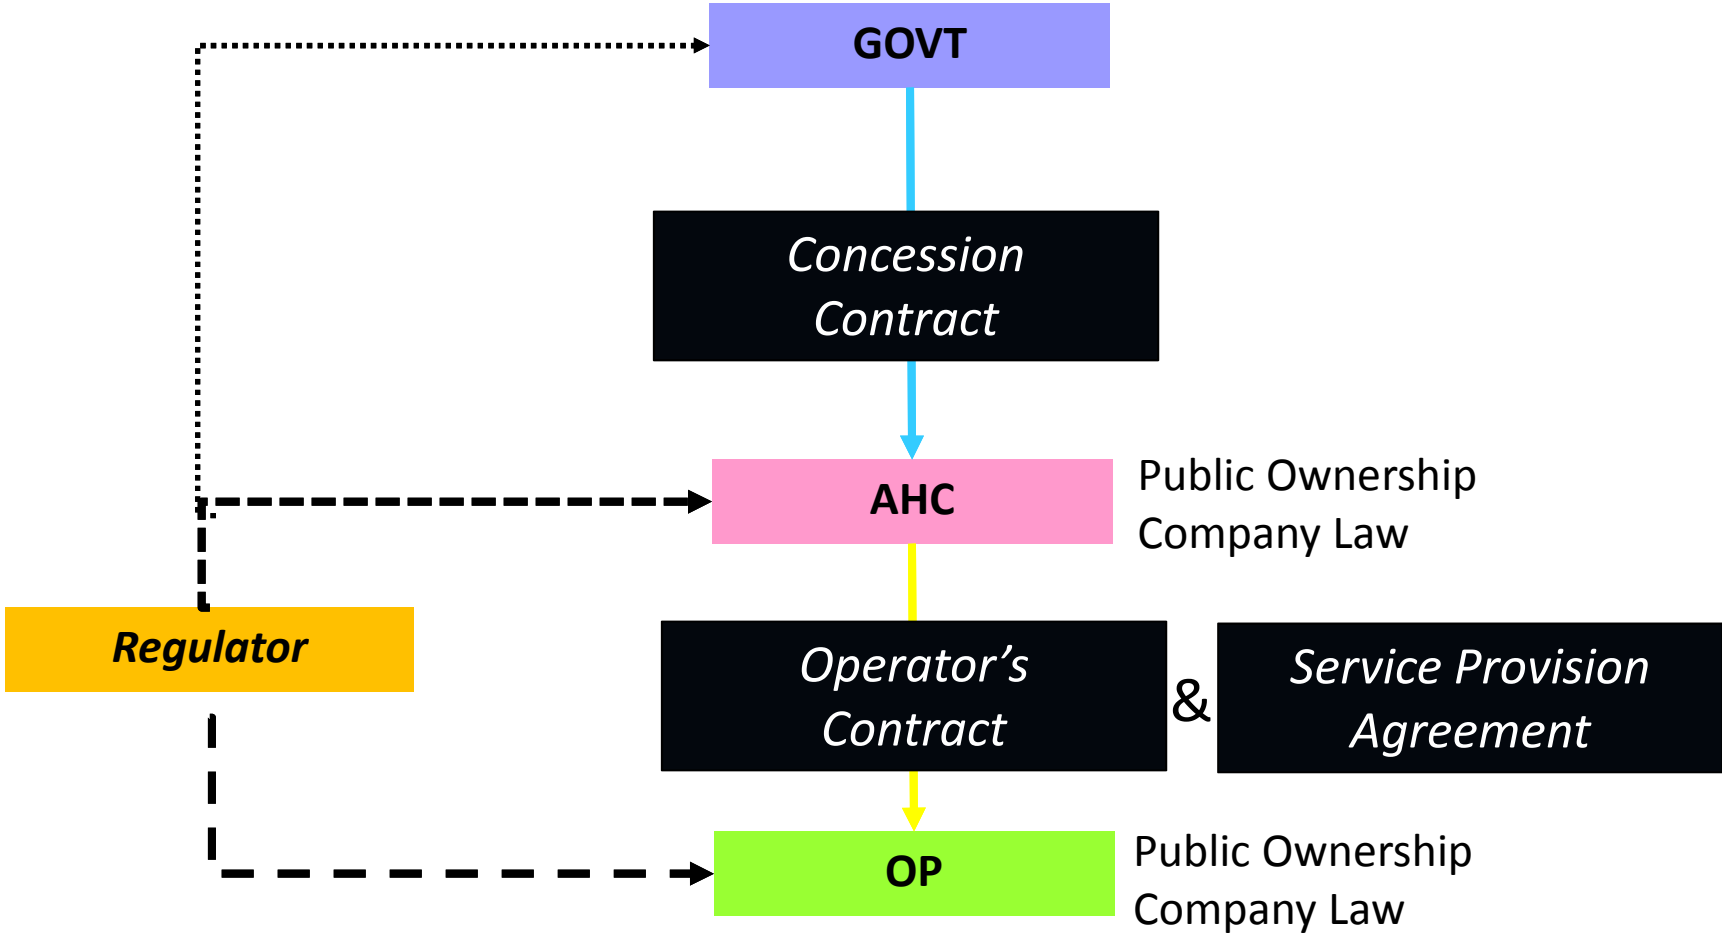 GOVT
Concession
Contract
AHC
Public Ownership
Company Law
Regulator
Operator’s
Contract
&
Service Provision
Agreement
OP
Public Ownership
Company Law